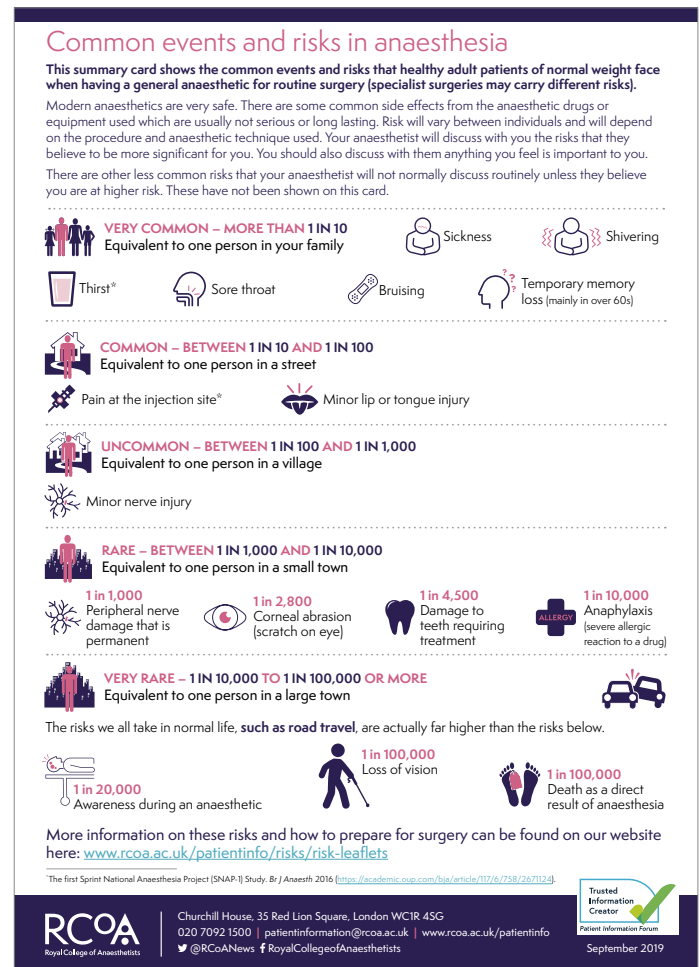 Common events and risks in anaesthesia
This summary card shows the common events and risks that healthy adult patients of normal weight face
when having a general anaesthetic for routine surgery (specialist surgeries may carry different risks).
Modern anaesthetics are very safe. There are some common side effects from the anaesthetic drugs or
equipment used which are usually not serious or long lasting. Risk will vary between individuals and will depend
on the procedure and anaesthetic technique used. Your anaesthetist will discuss with you the risks that they
believe to be more significant for you. You should also discuss with them anything you feel is important to you.
There are other less common risks that your anaesthetist will not normally discuss routinely unless they believe
you are at higher risk. These have not been shown on this card.
VERY COMMON – MORE THAN 1 IN 10
Equivalent to one person in your family
Sickness
Shivering
Thirst*
Sore throat
Bruising
? ? ?
Temporary memory
loss (mainly in over 60s)
COMMON – BETWEEN 1 IN 10 AND 1 IN 100
Equivalent to one person in a street
Pain at the injection site*
Minor lip or tongue injury
UNCOMMON – BETWEEN 1 IN 100 AND 1 IN 1,000
Equivalent to one person in a village
Minor nerve injury
RARE – BETWEEN 1 IN 1,000 AND 1 IN 10,000
Equivalent to one person in a small town
1 in 1,000
Peripheral nerve
damage that is
permanent
1 in 2,800
Corneal abrasion
(scratch on eye)
1 in 4,500
Damage to
teeth requiring
treatment
ALLERGY
1 in 10,000
Anaphylaxis
(severe allergic
reaction to a drug)
VERY RARE – 1 IN 10,000 TO 1 IN 100,000 OR MORE
Equivalent to one person in a large town
The risks we all take in normal life, such as road travel, are actually far higher than the risks below.
1 in 20,000
Awareness during an anaesthetic
1 in 100,000
Loss of vision
1 in 100,000
Death as a direct
result of anaesthesia
More information on these risks and how to prepare for surgery can be found on our website
here: www.rcoa.ac.uk/patientinfo/risks/risk-leaflets
*The first Sprint National Anaesthesia Project (SNAP-1) Study. Br J Anaesth 2016 (https://academic.oup.com/bja/article/117/6/758/2671124).
RCOA
Royal College of Anaesthetists
Churchill House, 35 Red Lion Square, London WC1R 4SG
020 7092 1500 | patientinformation@rcoa.ac.uk | www.rcoa.ac.uk/patientinfo
@RCoANews RoyalCollegeofAnaesthetists
Trusted
Information
Creator
Patient Information Forum
September 2019